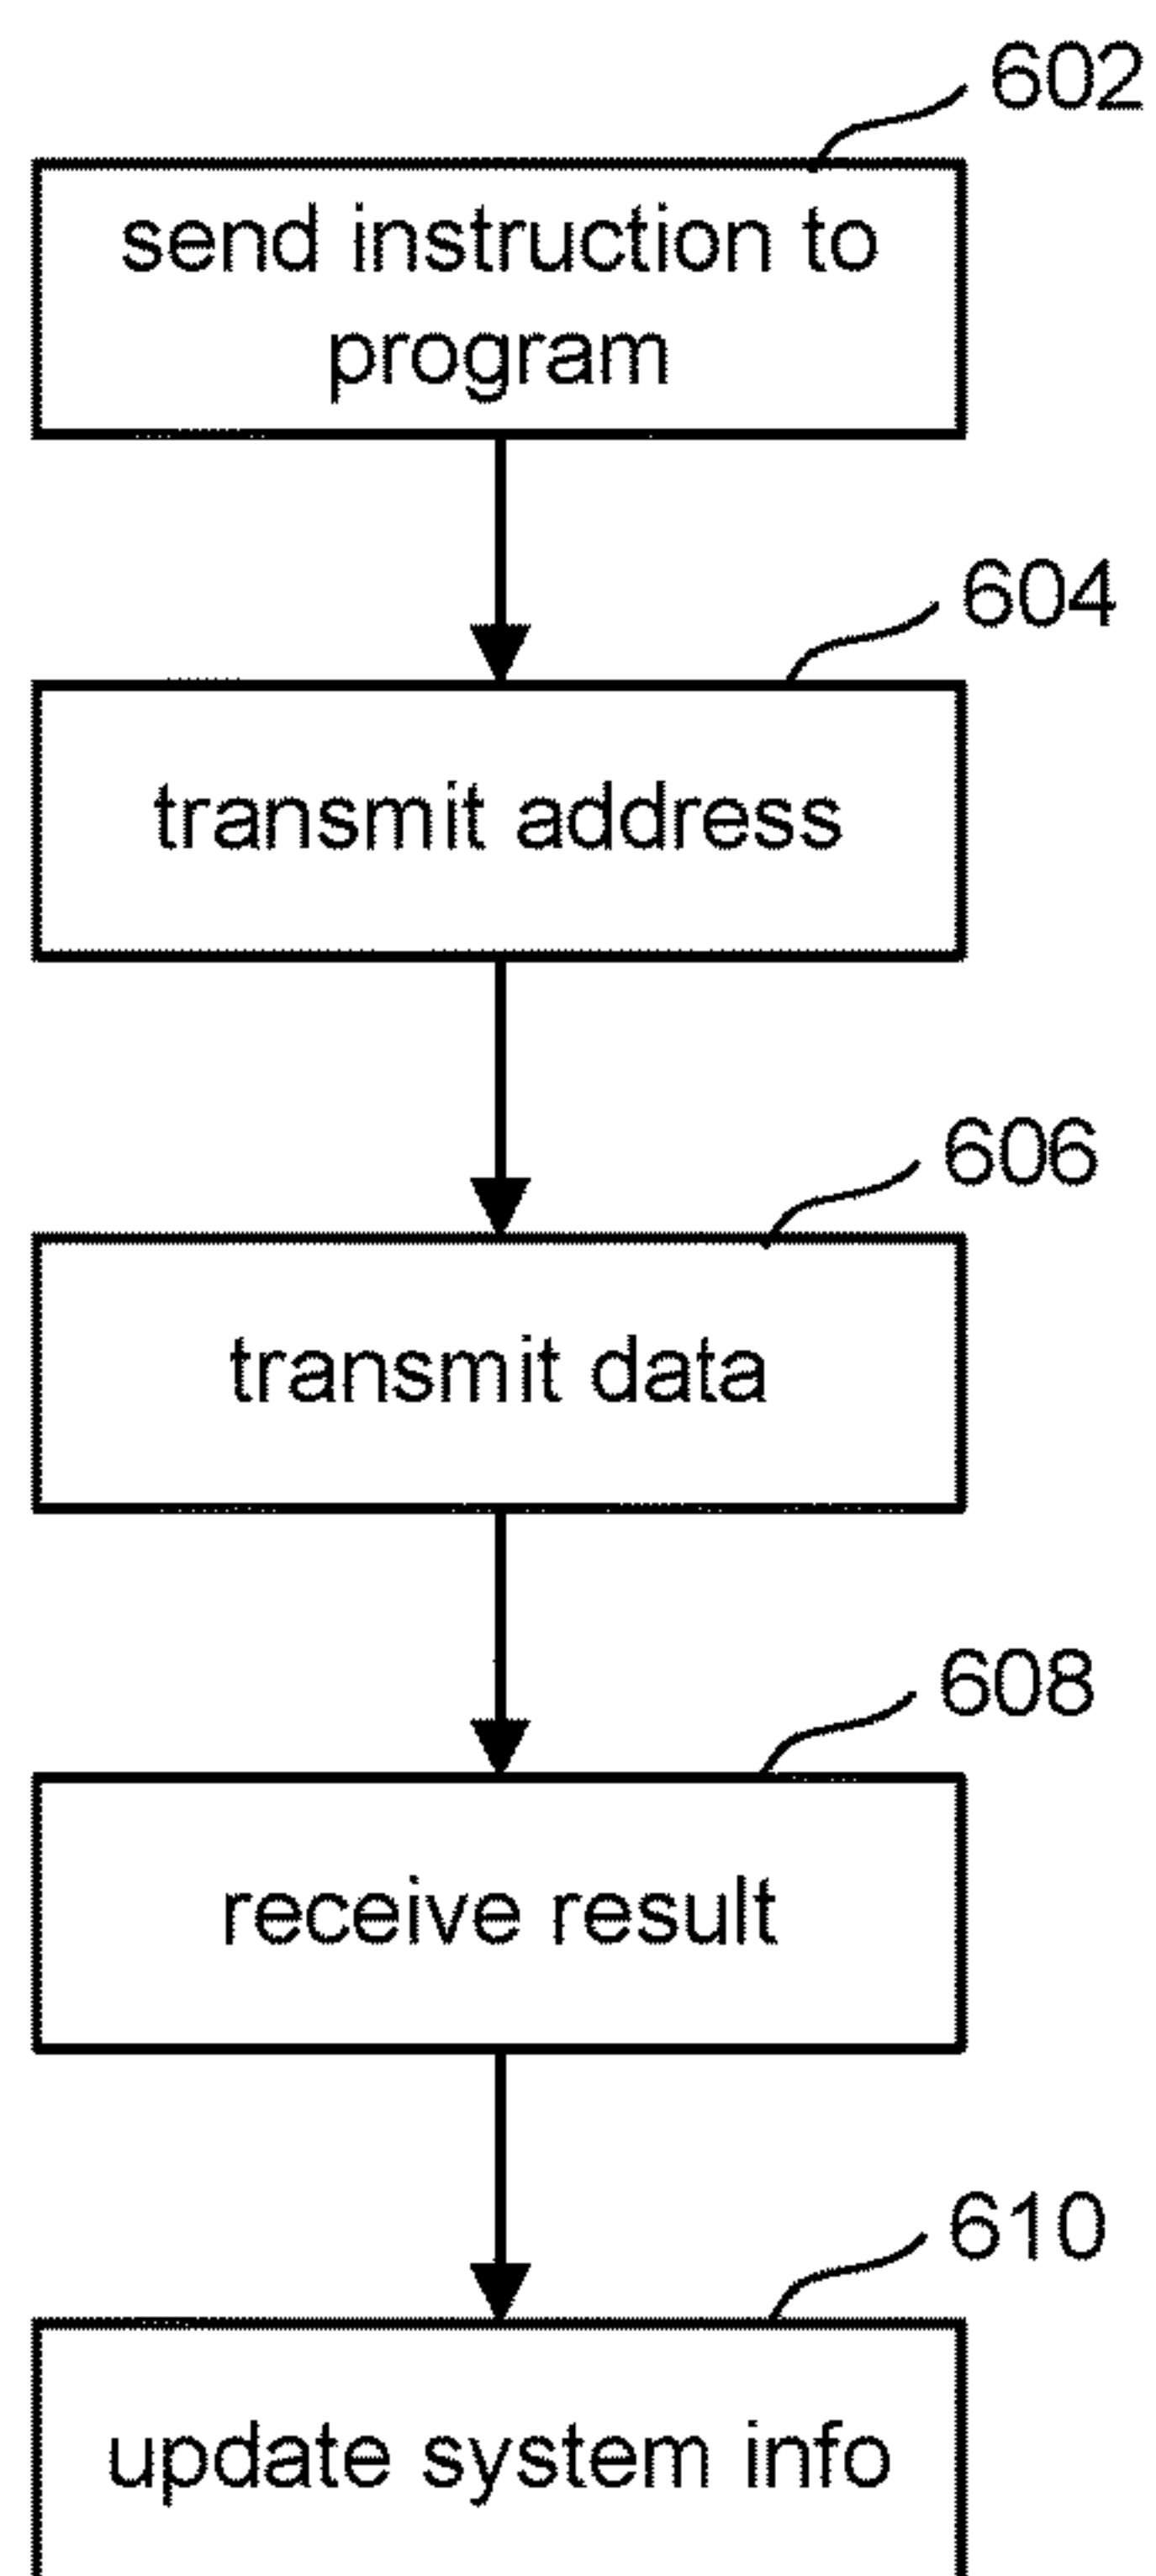 602
send instruction to
program
604
transmit address
606
transmit data
608
receive result
610
update system info